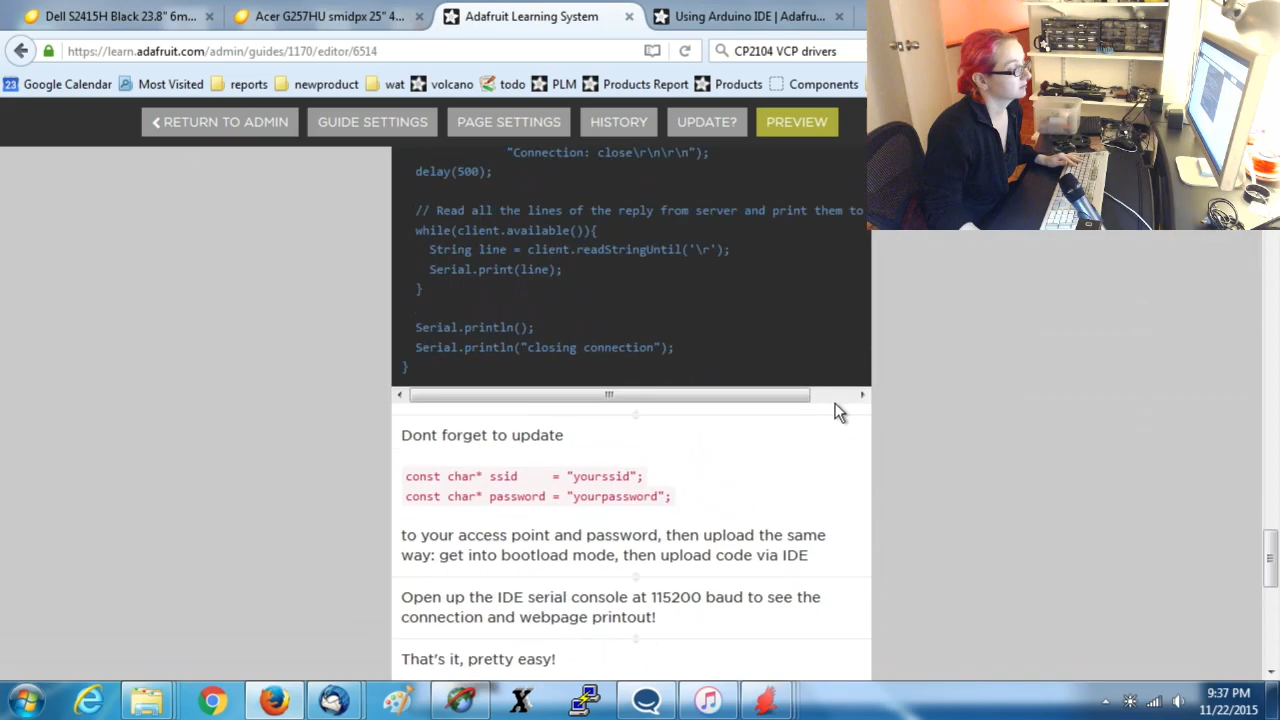 Dell S2415H Black 23.8" 6m...
Acer G257HU smidpx 25" 4...
Adafruit Learning System
Using Arduino IDE | Adafru...
https://learn.adafruit.com/admin/guides/1170/editor/6514
CP2104 VCP drivers
23 Google Calendar
Most Visited
reports
newproduct
wat
volcano
todo
PLM
Products Report
Products
Components
RETURN TO ADMIN
GUIDE SETTINGS
PAGE SETTINGS
HISTORY
UPDATE?
PREVIEW
"Connection: close\r\n\r\n");
delay(500);
// Read all the lines of the reply from server and print them to
while(client.available()){
String line = client.readStringUntil('\r');
Serial.print(line);
}
Serial.println();
Serial.println("closing connection");
}
Dont forget to update
const char* ssid     = "yourssid";
const char* password = "yourpassword";
to your access point and password, then upload the same
way: get into bootload mode, then upload code via IDE
Open up the IDE serial console at 115200 baud to see the
connection and webpage printout!
That's it, pretty easy!
9:37 PM
11/22/2015